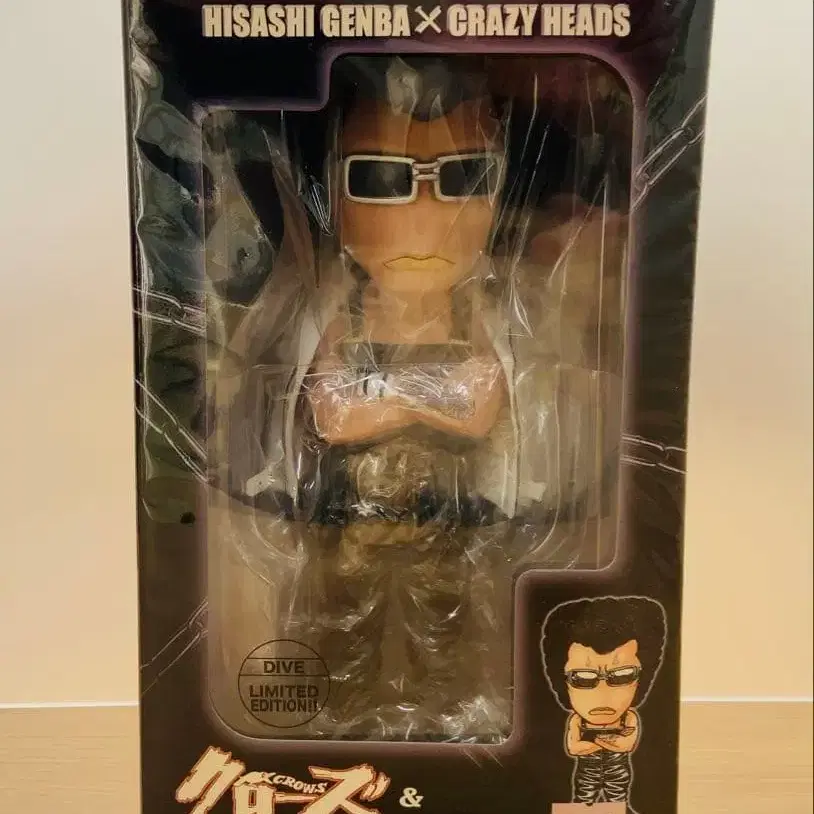 HISASHI GENBA × CRAZY HEADS
DIVE
LIMITED
EDITION!!
クローズ
CROWS
&